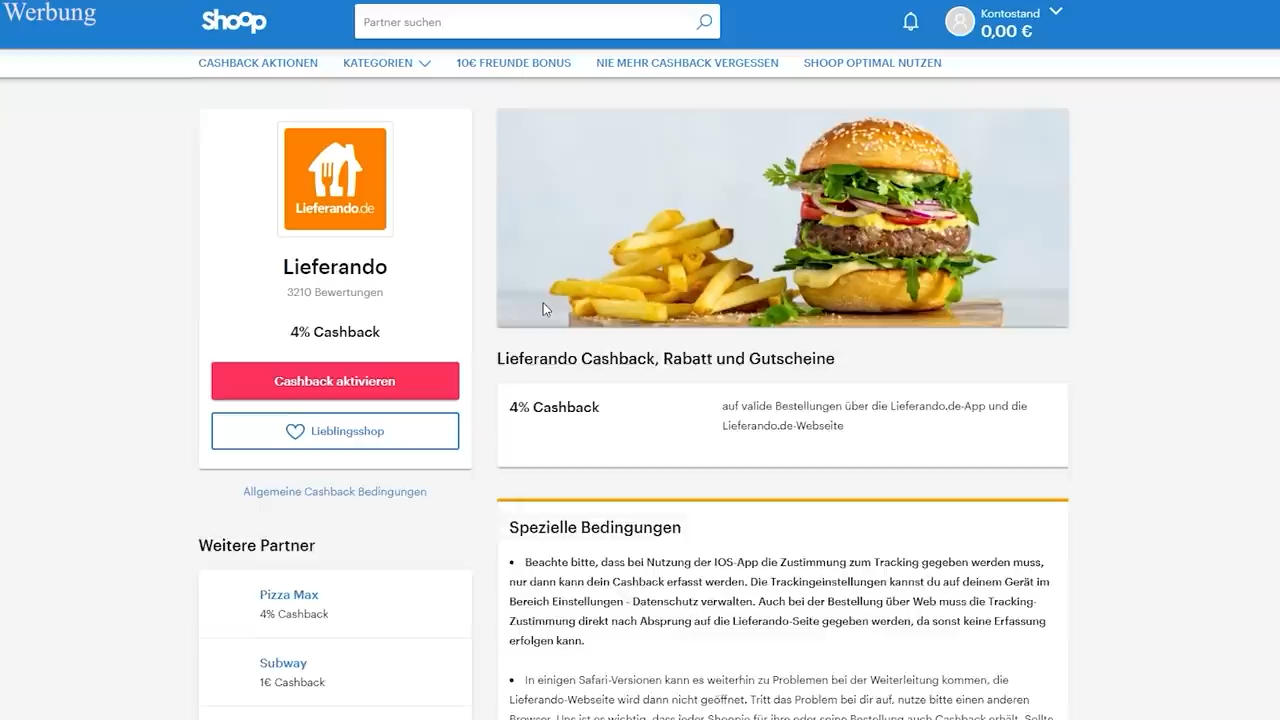 Werbung
shoop
Partner suchen
Kontostand
0,00 €
CASHBACK AKTIONEN
KATEGORIEN
10€ FREUNDE BONUS
NIE MEHR CASHBACK VERGESSEN
SHOOP OPTIMAL NUTZEN
Lieferando.de
Lieferando
3210 Bewertungen
4% Cashback
Cashback aktivieren
Lieblingsshop
Allgemeine Cashback Bedingungen
Weitere Partner
Pizza Max
4% Cashback
Subway
1€ Cashback
Lieferando Cashback, Rabatt und Gutscheine
4% Cashback
auf valide Bestellungen über die Lieferando.de-App und die
Lieferando.de-Webseite
Spezielle Bedingungen
• Beachte bitte, dass bei Nutzung der IOS-App die Zustimmung zum Tracking gegeben werden muss,
nur dann kann dein Cashback erfasst werden. Die Trackingeinstellungen kannst du auf deinem Gerät im
Bereich Einstellungen - Datenschutz verwalten. Auch bei der Bestellung über Web muss die Tracking-
Zustimmung direkt nach Absprung auf die Lieferando-Seite gegeben werden, da sonst keine Erfassung
erfolgen kann.
• In einigen Safari-Versionen kann es weiterhin zu Problemen bei der Weiterleitung kommen, die
Lieferando-Webseite wird dann nicht geöffnet. Tritt das Problem bei dir auf, nutze bitte einen anderen
Browser. Uns ist es wichtig, dass jeder Shoopie für ihre oder seine Bestellung auch Cashback erhält. Sollte